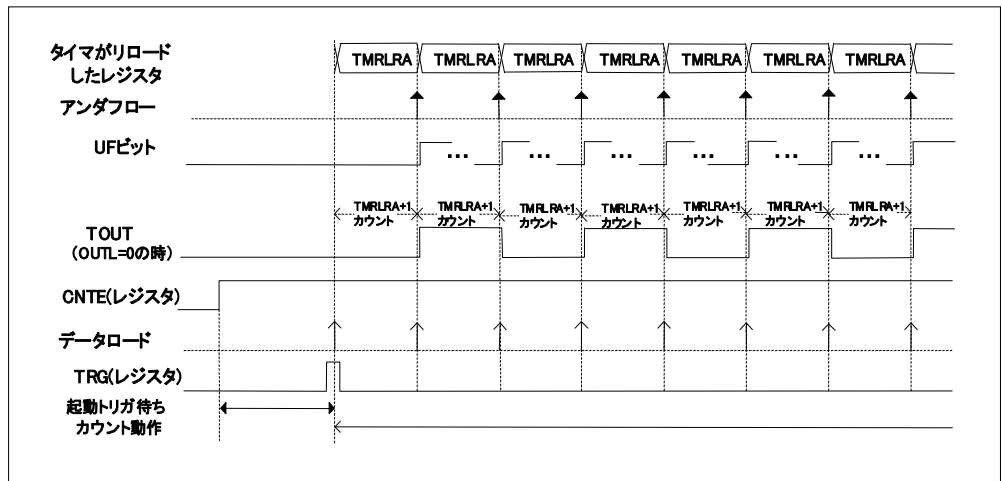 タイマがリロード
したレジスタ
TMRLRA TMRLRA TMRLRA TMRLRA TMRLRA TMRLRA TMRLRA
アンダフロー
UFビット
... ... ... ... ... ...
TMRLRA+1 TMRLRA+1 TMRLRA+1 TMRLRA+1 TMRLRA+1 TMRLRA+1 TMRLRA+1
カウント カウント カウント カウント カウント カウント カウント
TOUT
(OUTL=0の時)
CNTE(レジスタ)
データロード
TRG(レジスタ)
起動トリガ待ち
カウント動作